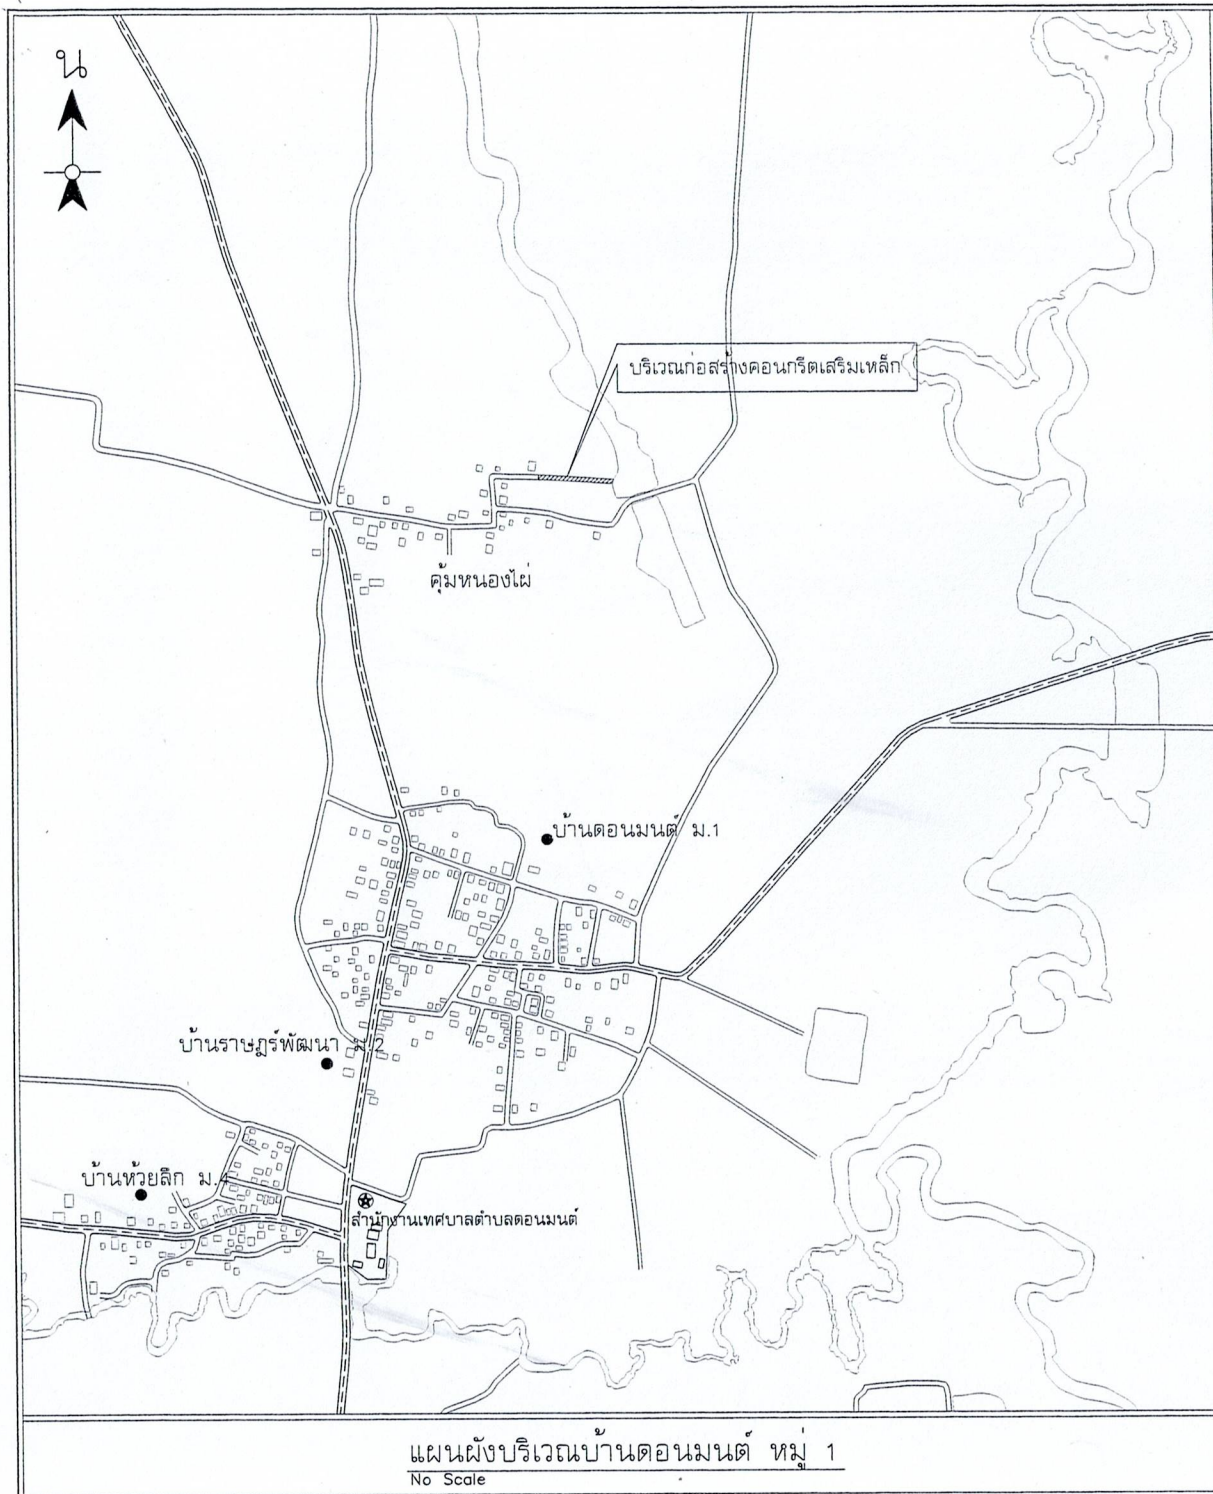 น
บริเวณก่อสร้างคอนกรีตเสริมเหล็ก
คุ้มหนองไผ่
บ้านดอนมนต์ ม.1
บ้านราษฎร์พัฒนา ม.2
บ้านห้วยลึก ม.4
สำนักงานเทศบาลตำบลดอนมนต์
แผนผังบริเวณบ้านดอนมนต์ หมู่ 1
No Scale